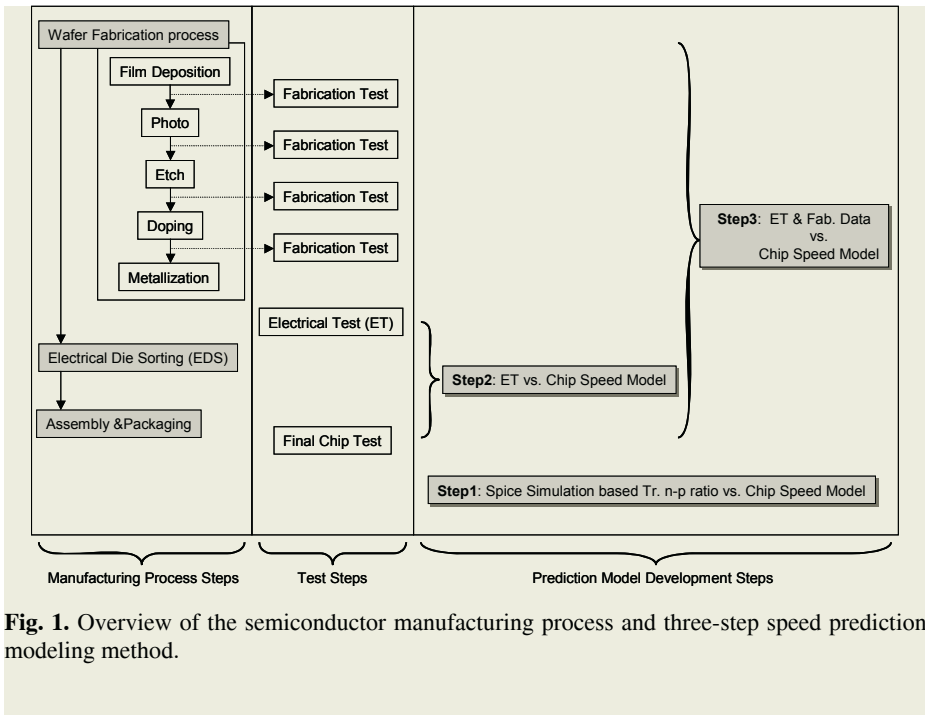 Wafer Fabrication process
Film Deposition
Photo
Etch
Doping
Metallization
Electrical Die Sorting (EDS)
Assembly &Packaging
Fabrication Test
Fabrication Test
Fabrication Test
Fabrication Test
Electrical Test (ET)
Final Chip Test
Step3: ET & Fab. Data
vs.
Chip Speed Model
Step2: ET vs. Chip Speed Model
Step1: Spice Simulation based Tr. n-p ratio vs. Chip Speed Model
Manufacturing Process Steps
Test Steps
Prediction Model Development Steps
Fig. 1. Overview of the semiconductor manufacturing process and three-step speed prediction
modeling method.